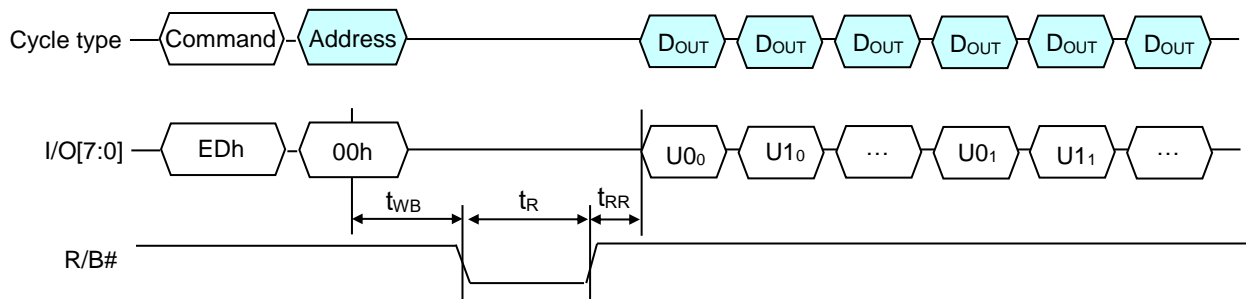 Cycle type Command Address DOUT DOUT DOUT DOUT DOUT DOUT
I/O[7:0] EDh 00h U00 U10 ... U01 U11 ...
tWB tR tRR
R/B#